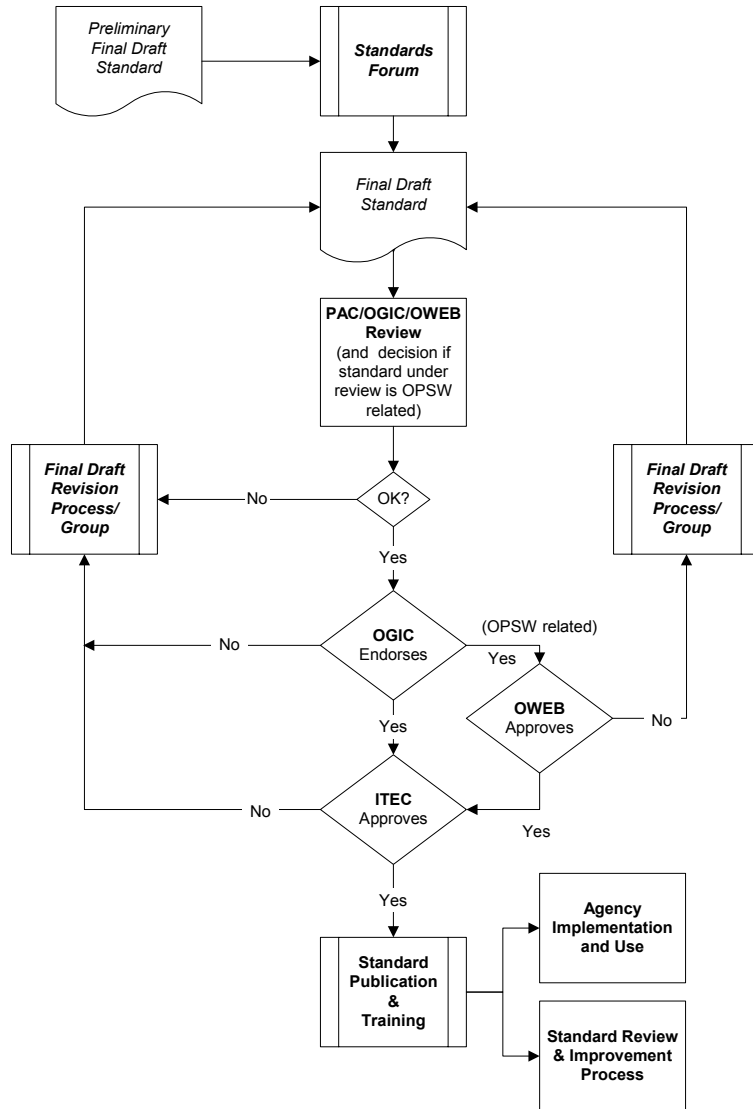 Preliminary
Final Draft
Standard
Standards
Forum
Final Draft
Standard
PAC/OGIC/OWEB
Review
(and decision if
standard under
review is OPSW
related)
Final Draft
Revision
Process/
Group
No
OK?
Final Draft
Revision
Process/
Group
Yes
No
OGIC
Endorses
(OPSW related)
Yes
OWEB
Approves
No
Yes
No
ITEC
Approves
Yes
Yes
Standard
Publication
&
Training
Agency
Implementation
and Use
Standard Review
& Improvement
Process